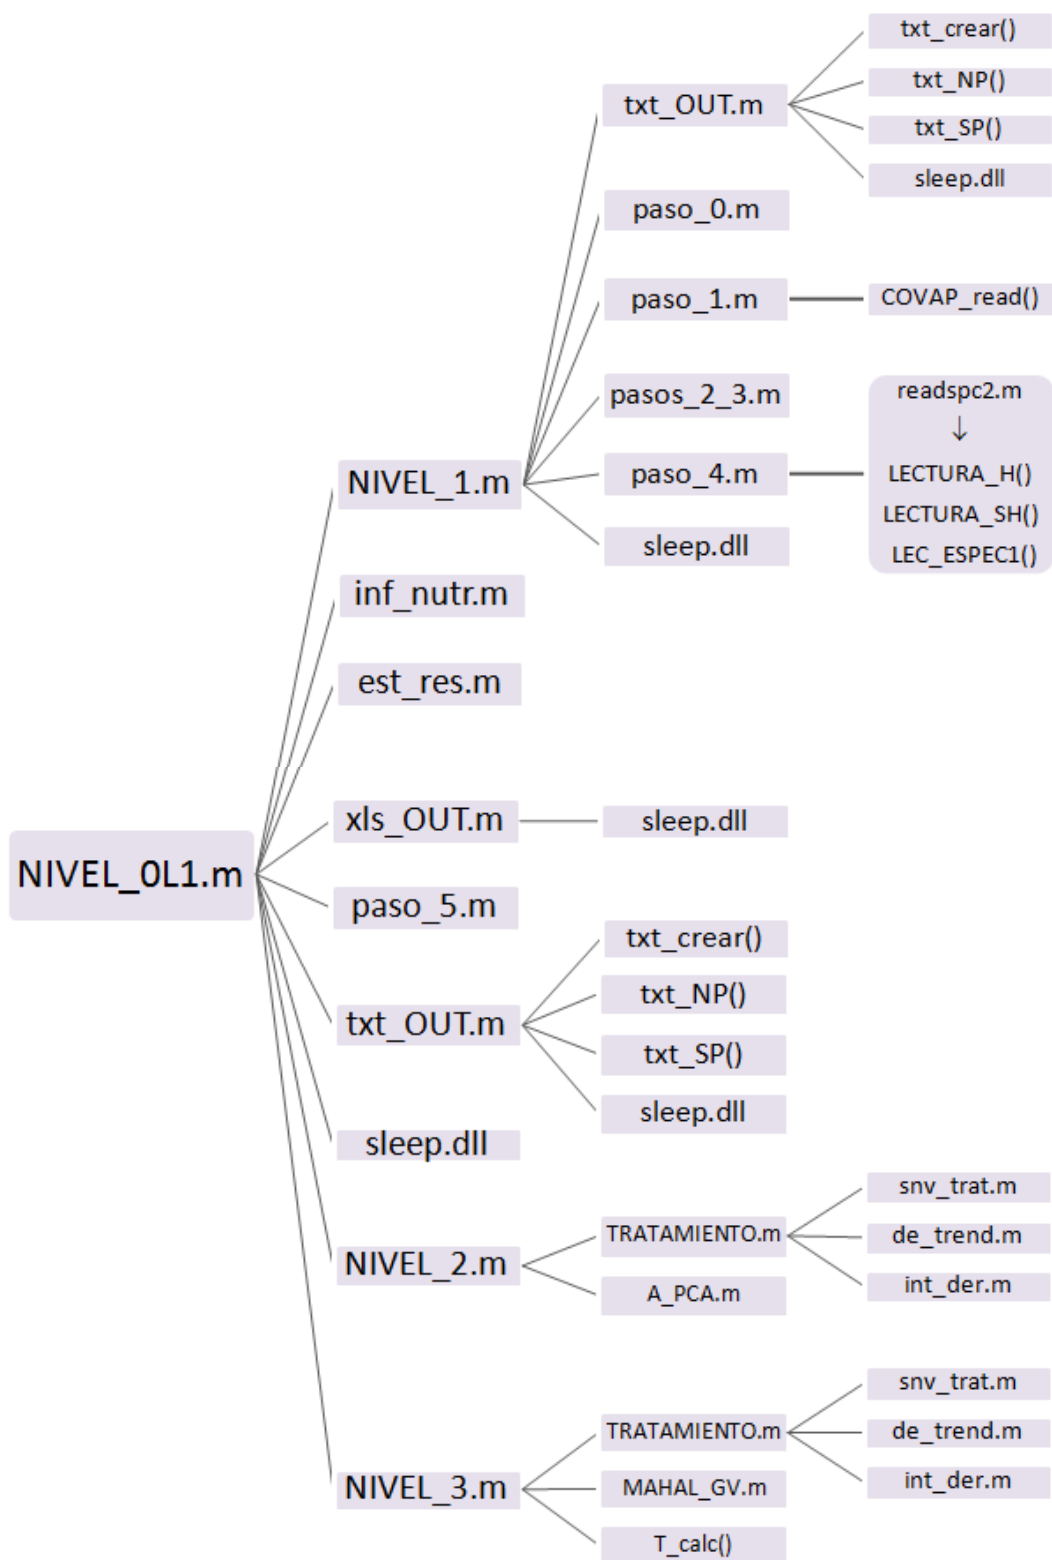 NIVEL_0L1.m
NIVEL_1.m
txt_OUT.m
txt_crear()
txt_NP()
txt_SP()
sleep.dll
paso_0.m
paso_1.m
COVAP_read()
pasos_2_3.m
paso_4.m
readspc2.m
↓
LECTURA_H()
LECTURA_SH()
LEC_ESPEC1()
sleep.dll
inf_nutr.m
est_res.m
xls_OUT.m
sleep.dll
paso_5.m
txt_OUT.m
txt_crear()
txt_NP()
txt_SP()
sleep.dll
sleep.dll
NIVEL_2.m
TRATAMIENTO.m
snv_trat.m
de_trend.m
int_der.m
A_PCA.m
NIVEL_3.m
TRATAMIENTO.m
snv_trat.m
de_trend.m
int_der.m
MAHAL_GV.m
T_calc()